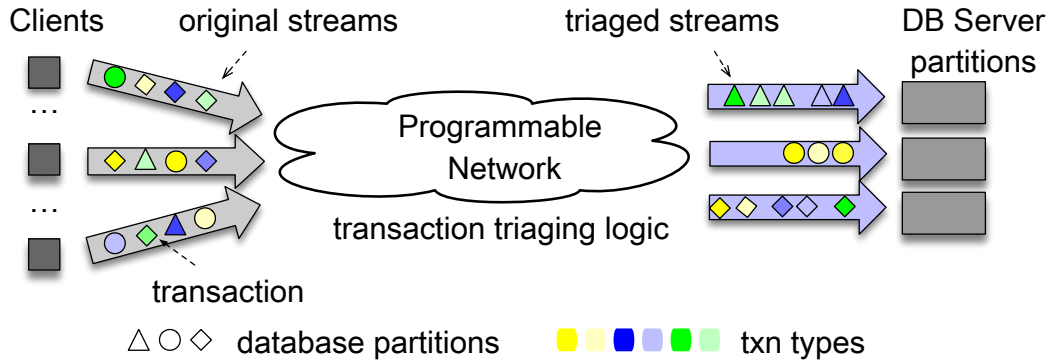 Clients
original streams
triaged streams
DB Server
partitions
...
...
Programmable
Network
transaction triaging logic
transaction
database partitions
txn types